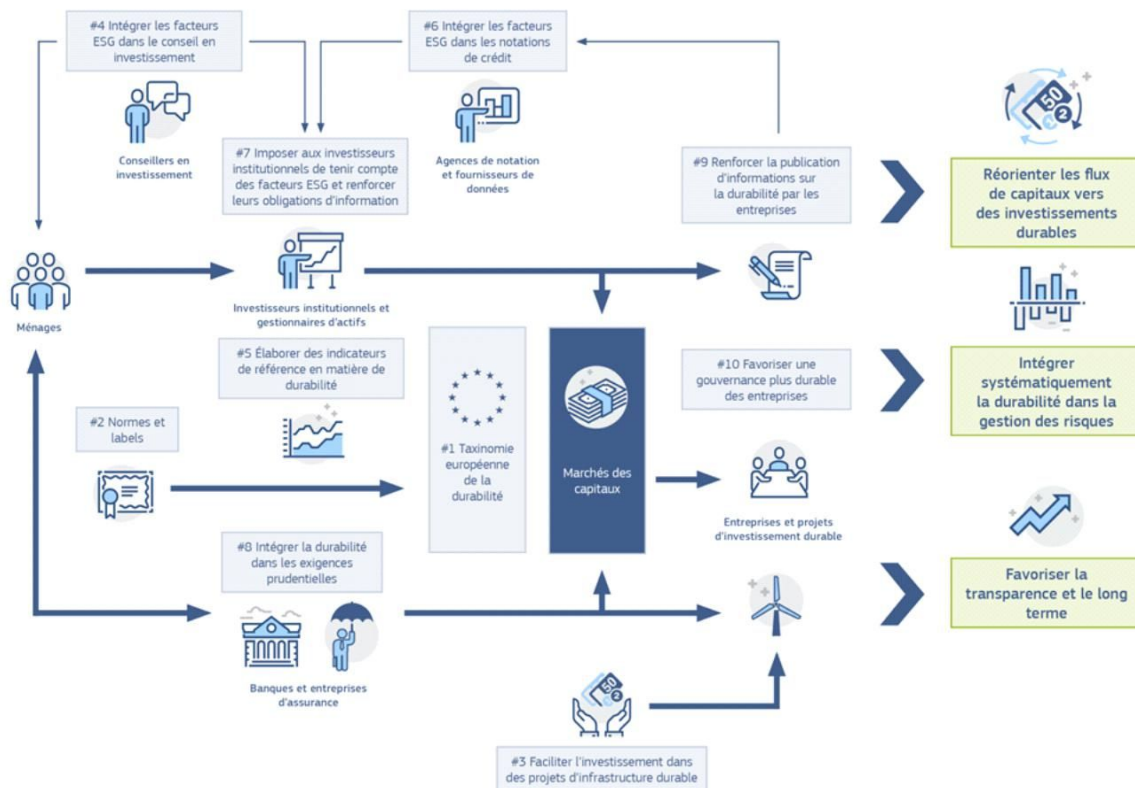 #4 Intégrer les facteurs
ESG dans le conseil en
investissement
Conseillers en
investissement
#6 Intégrer les facteurs
ESG dans les notations
de crédit
Agences de notation
et fournisseurs de
données
#7 Imposer aux investisseurs
institutionnels de tenir compte
des facteurs ESG et renforcer
leurs obligations d'information
#9 Renforcer la publication
d'informations sur
la durabilité par les
entreprises
50
2
€
Réorienter les flux
de capitaux vers
des investissements
durables
Ménages
Investisseurs institutionnels et
gestionnaires d'actifs
#5 Élaborer des indicateurs
de référence en matière de
durabilité
#2 Normes et
labels
#1 Taxinomie
européenne
de la
durabilité
Marchés des
capitaux
#10 Favoriser une
gouvernance plus durable
des entreprises
Entreprises et projets
d'investissement durable
Intégrer
systématiquement
la durabilité dans la
gestion des risques
#8 Intégrer la durabilité
dans les exigences
prudentielles
Banques et entreprises
d'assurance
Favoriser la
transparence et le long
terme
50
2
€
#3 Faciliter l'investissement dans
des projets d'infrastructure durable